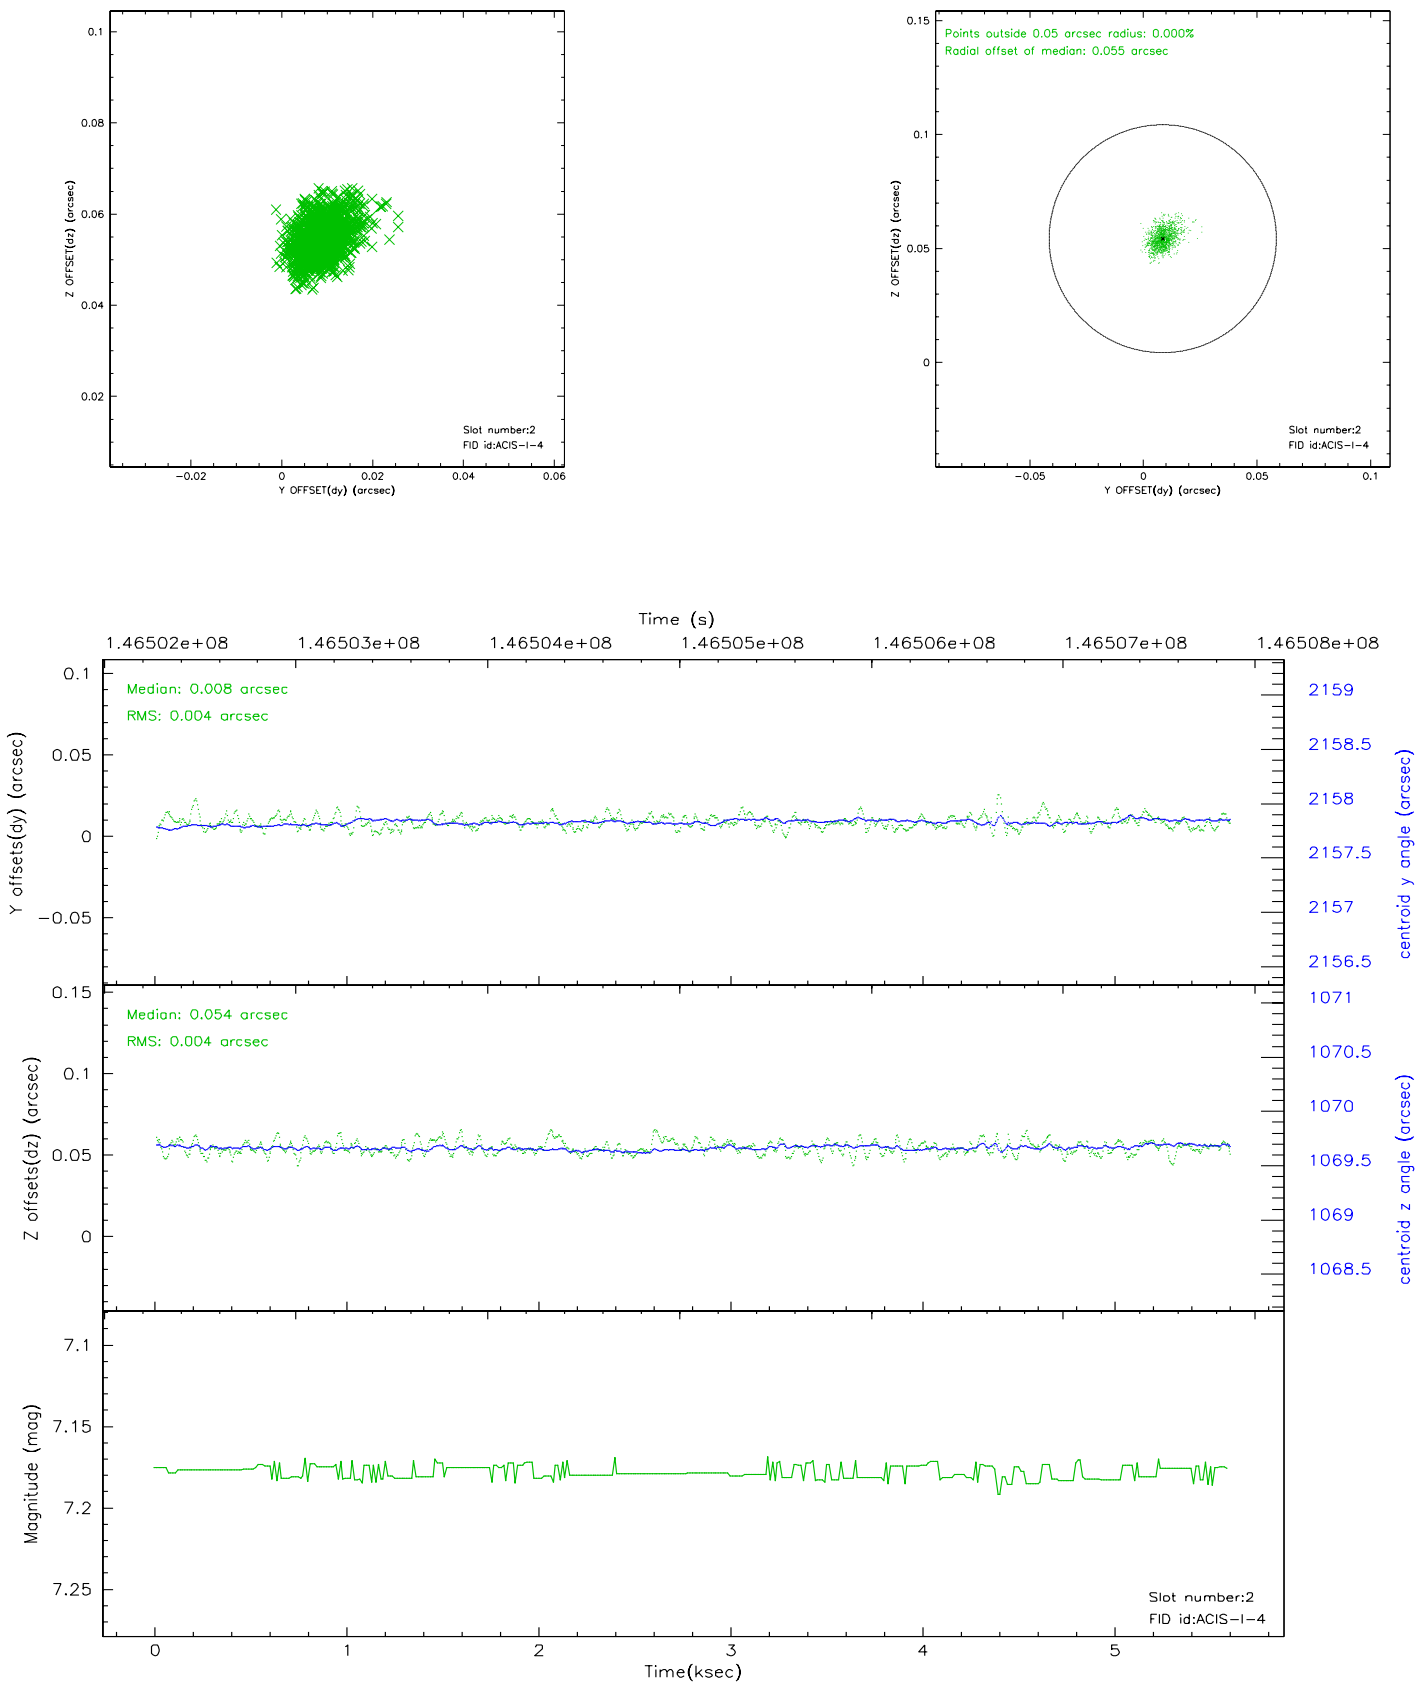 0.1
0.08
0.06
0.04
0.02
Z OFFSET(dz) (arcsec)
Slot number:2
FID id:ACIS-I-4
-0.02 0 0.02 0.04 0.06
Y OFFSET(dy) (arcsec)
Points outside 0.05 arcsec radius: 0.000%
Radial offset of median: 0.055 arcsec
0.15
0.1
0.05
0
Z OFFSET(dz) (arcsec)
Slot number:2
FID id:ACIS-I-4
-0.05 0 0.05 0.1
Y OFFSET(dy) (arcsec)
Time (s)
1.46502e+08 1.46503e+08 1.46504e+08 1.46505e+08 1.46506e+08 1.46507e+08 1.46508e+08
Median: 0.008 arcsec
RMS: 0.004 arcsec
0.1
0.05
0
-0.05
Y offsets(dy) (arcsec)
2159
2158.5
2158
2157.5
2157
2156.5
centroid y angle (arcsec)
Median: 0.054 arcsec
RMS: 0.004 arcsec
0.15
0.1
0.05
0
Z offsets(dz) (arcsec)
1071
1070.5
1070
1069.5
1069
1068.5
centroid z angle (arcsec)
7.1
7.15
7.2
7.25
Magnitude (mag)
Slot number:2
FID id:ACIS-I-4
0 1 2 3 4 5
Time(ksec)